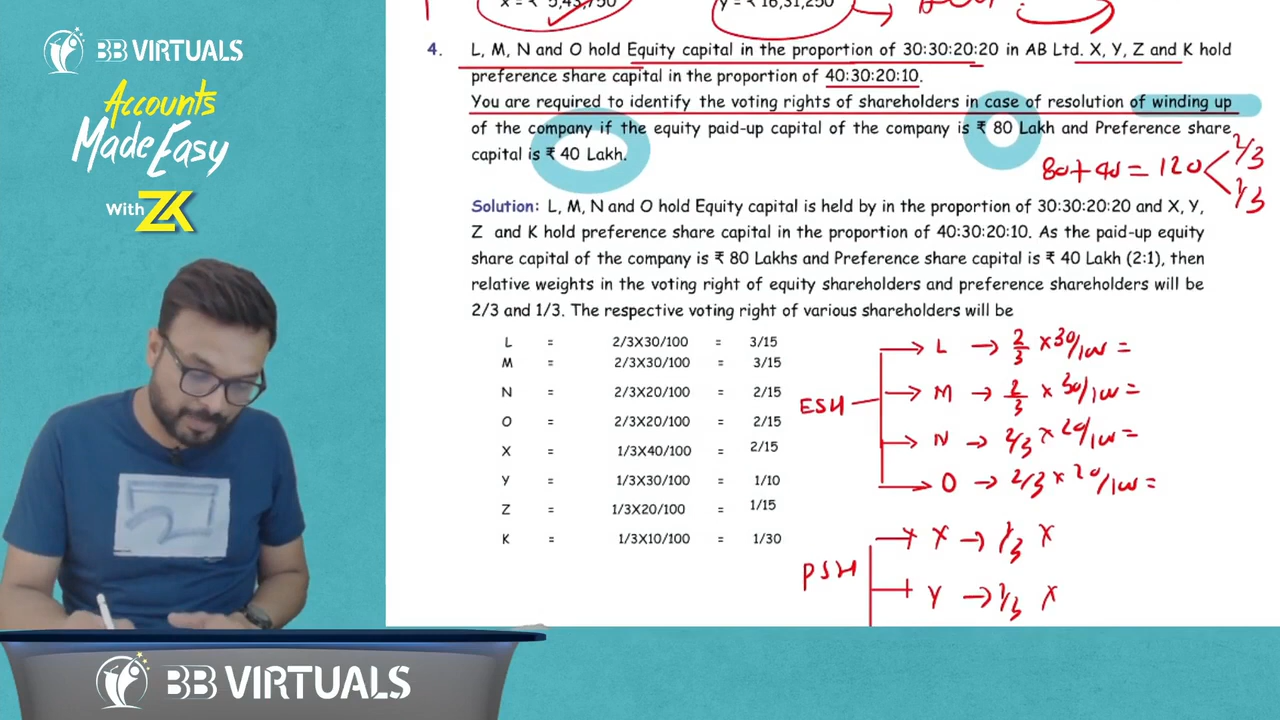 x = ₹ 5,43,750 y = ₹ 16,31,250
BB VIRTUALS
Accounts
Made Easy
With ZK
4. L, M, N and O hold Equity capital in the proportion of 30:30:20:20 in AB Ltd. X, Y, Z and K hold
preference share capital in the proportion of 40:30:20:10.
You are required to identify the voting rights of shareholders in case of resolution of winding up
of the company if the equity paid-up capital of the company is ₹ 80 Lakh and Preference share
capital is ₹ 40 Lakh.
80+40 = 120 2/3
1/3
Solution: L, M, N and O hold Equity capital is held by in the proportion of 30:30:20:20 and X, Y,
Z and K hold preference share capital in the proportion of 40:30:20:10. As the paid-up equity
share capital of the company is ₹ 80 Lakhs and Preference share capital is ₹ 40 Lakh (2:1), then
relative weights in the voting right of equity shareholders and preference shareholders will be
2/3 and 1/3. The respective voting right of various shareholders will be
L = 2/3X30/100 = 3/15
M = 2/3X30/100 = 3/15
N = 2/3X20/100 = 2/15
O = 2/3X20/100 = 2/15
X = 1/3X40/100 = 2/15
Y = 1/3X30/100 = 1/10
Z = 1/3X20/100 = 1/15
K = 1/3X10/100 = 1/30
ESH
L → 2/3 x 30/100 =
M → 2/3 x 30/100 =
N → 2/3 x 20/100 =
O → 2/3 x 20/100 =
PSH
X → 1/3 x
Y → 1/3 x
BB VIRTUALS